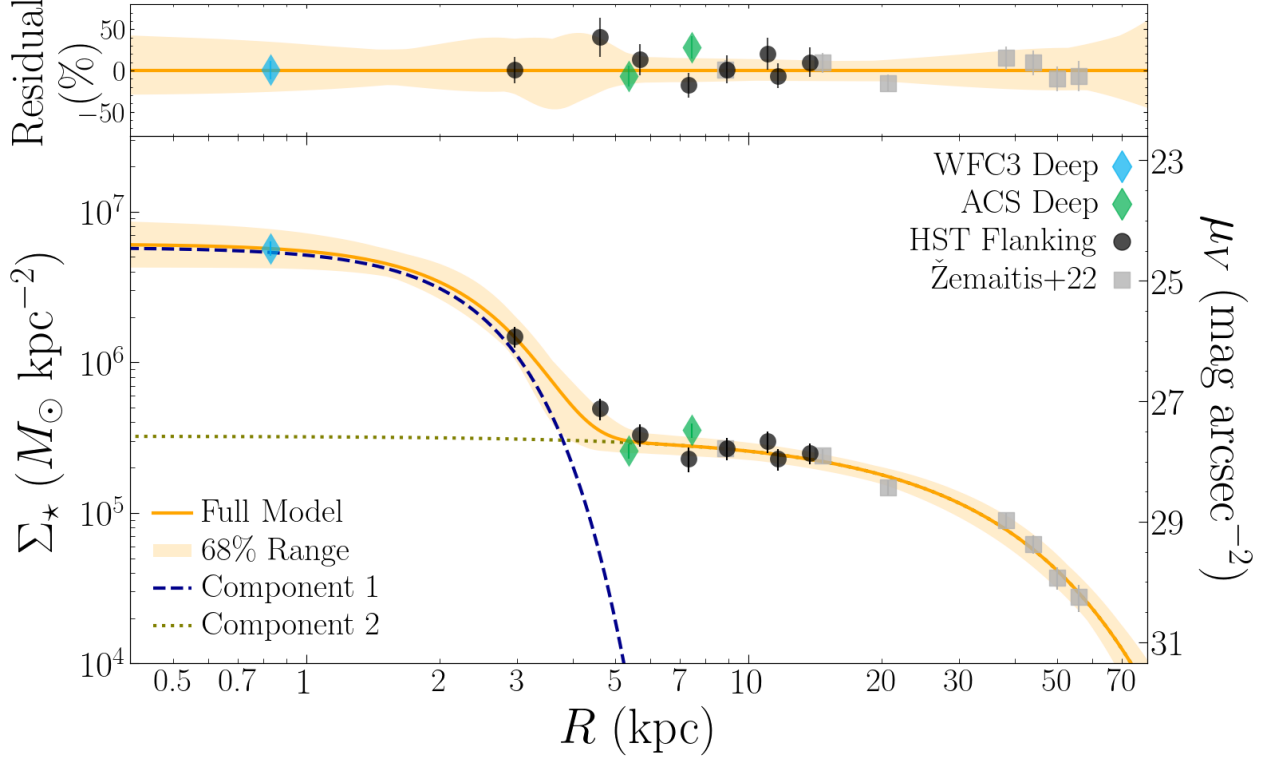 Residual
(%)
50
0
−50
Σ⋆ (M⊙ kpc−2)
10^7
10^6
10^5
10^4
WFC3 Deep
ACS Deep
HST Flanking
Žemaitis+22
Full Model
68% Range
Component 1
Component 2
23
25
27
29
31
μV (mag arcsec−2)
0.5 0.7 1 2 3 5 7 10 20 30 50 70
R (kpc)